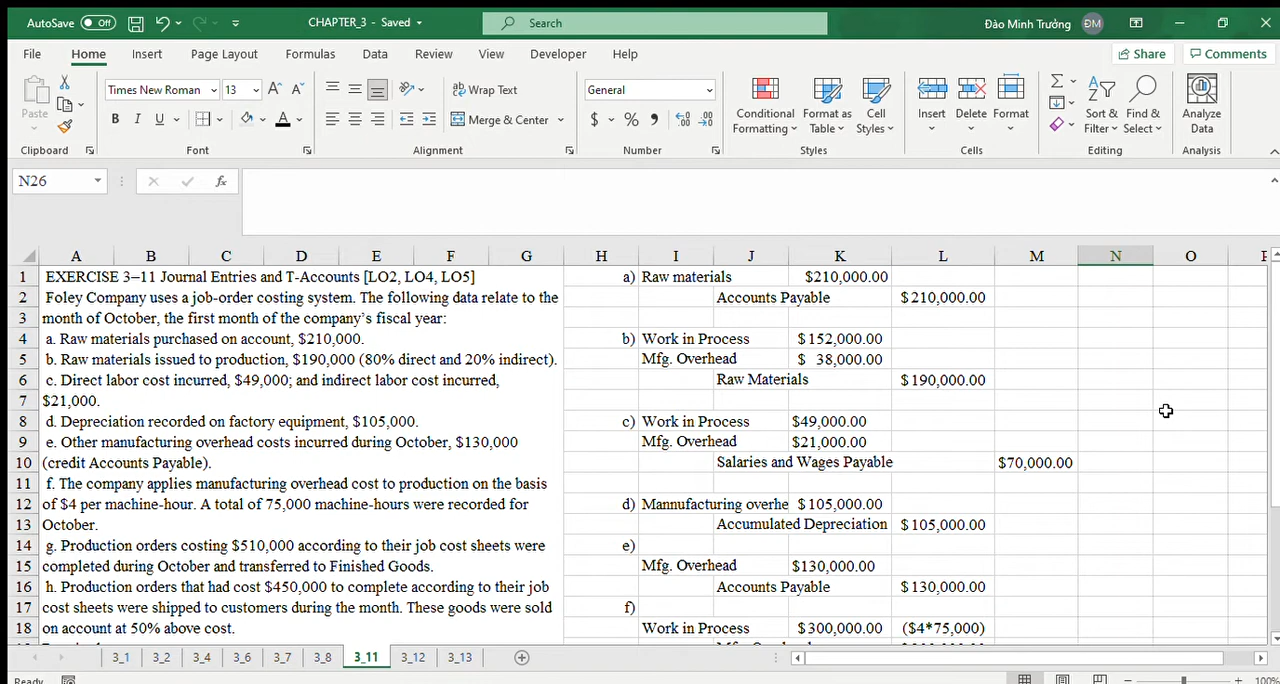 AutoSave Off CHAPTER_3 - Saved Search Đào Minh Trưởng ĐM
File Home Insert Page Layout Formulas Data Review View Developer Help Share Comments
Times New Roman 13 Wrap Text General
Paste B I U Merge & Center $ % Conditional Formatting Format as Table Cell Styles Insert Delete Format Sort & Filter Find & Select Analyze Data
Clipboard Font Alignment Number Styles Cells Editing Analysis
N26 fx
A B C D E F G H I J K L M N O
1 EXERCISE 3–11 Journal Entries and T-Accounts [LO2, LO4, LO5] a) Raw materials $210,000.00
2 Foley Company uses a job-order costing system. The following data relate to the Accounts Payable $210,000.00
3 month of October, the first month of the company’s fiscal year:
4 a. Raw materials purchased on account, $210,000. b) Work in Process $152,000.00
5 b. Raw materials issued to production, $190,000 (80% direct and 20% indirect). Mfg. Overhead $ 38,000.00
6 c. Direct labor cost incurred, $49,000; and indirect labor cost incurred, Raw Materials $190,000.00
7 $21,000.
8 d. Depreciation recorded on factory equipment, $105,000. c) Work in Process $49,000.00
9 e. Other manufacturing overhead costs incurred during October, $130,000 Mfg. Overhead $21,000.00
10 (credit Accounts Payable). Salaries and Wages Payable $70,000.00
11 f. The company applies manufacturing overhead cost to production on the basis
12 of $4 per machine-hour. A total of 75,000 machine-hours were recorded for d) Mannufacturing overhe $105,000.00
13 October. Accumulated Depreciation $105,000.00
14 g. Production orders costing $510,000 according to their job cost sheets were e)
15 completed during October and transferred to Finished Goods. Mfg. Overhead $130,000.00
16 h. Production orders that had cost $450,000 to complete according to their job Accounts Payable $130,000.00
17 cost sheets were shipped to customers during the month. These goods were sold f)
18 on account at 50% above cost. Work in Process $300,000.00 ($4*75,000)
3_1 3_2 3_4 3_6 3_7 3_8 3_11 3_12 3_13
Ready 100%